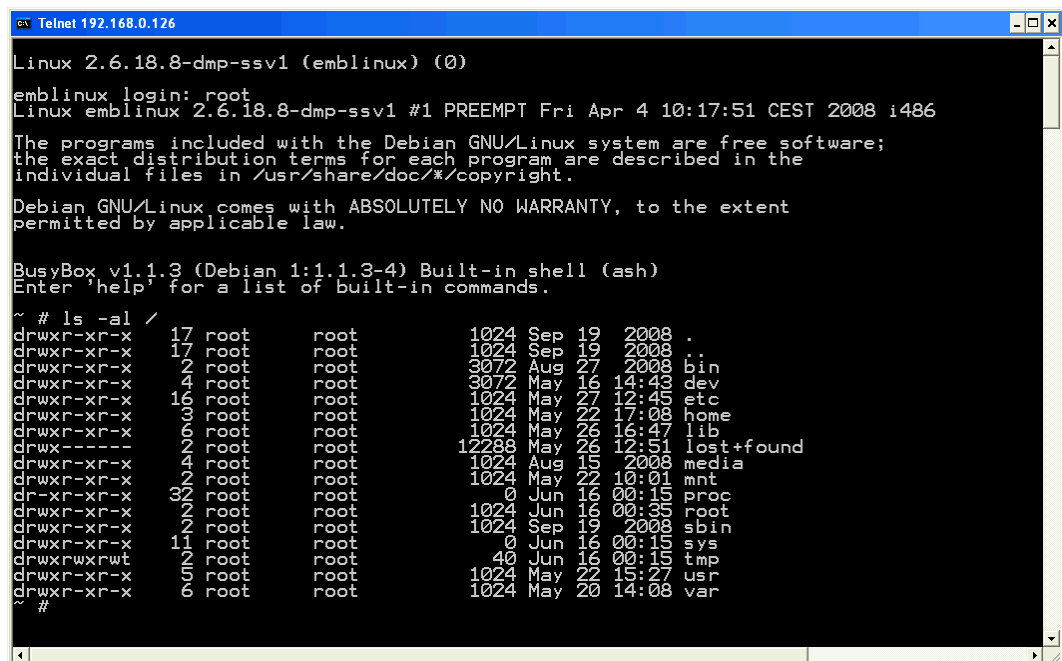 Telnet 192.168.0.126
Linux 2.6.18.8-dmp-ssv1 (emblinux) (0)
emblinux login: root
Linux emblinux 2.6.18.8-dmp-ssv1 #1 PREEMPT Fri Apr 4 10:17:51 CEST 2008 i486
The programs included with the Debian GNU/Linux system are free software;
the exact distribution terms for each program are described in the
individual files in /usr/share/doc/*/copyright.
Debian GNU/Linux comes with ABSOLUTELY NO WARRANTY, to the extent
permitted by applicable law.
BusyBox v1.1.3 (Debian 1:1.1.3-4) Built-in shell (ash)
Enter 'help' for a list of built-in commands.
~ # ls -al /
drwxr-xr-x   17 root     root         1024 Sep 19  2008 .
drwxr-xr-x   17 root     root         1024 Sep 19  2008 ..
drwxr-xr-x    2 root     root         3072 Aug 27  2008 bin
drwxr-xr-x    4 root     root         3072 May 16 14:43 dev
drwxr-xr-x   16 root     root         1024 May 27 12:45 etc
drwxr-xr-x    3 root     root         1024 May 22 17:08 home
drwxr-xr-x    6 root     root         1024 May 26 16:47 lib
drwx------    2 root     root        12288 May 26 12:51 lost+found
drwxr-xr-x    4 root     root         1024 Aug 15  2008 media
drwxr-xr-x    2 root     root         1024 May 22 10:01 mnt
dr-xr-xr-x   32 root     root            0 Jun 16 00:15 proc
drwxr-xr-x    2 root     root         1024 Jun 16 00:35 root
drwxr-xr-x    2 root     root         1024 Sep 19  2008 sbin
drwxr-xr-x   11 root     root            0 Jun 16 00:15 sys
drwxrwxrwt    2 root     root           40 Jun 16 00:15 tmp
drwxr-xr-x    5 root     root         1024 May 22 15:27 usr
drwxr-xr-x    6 root     root         1024 May 20 14:08 var
~ #